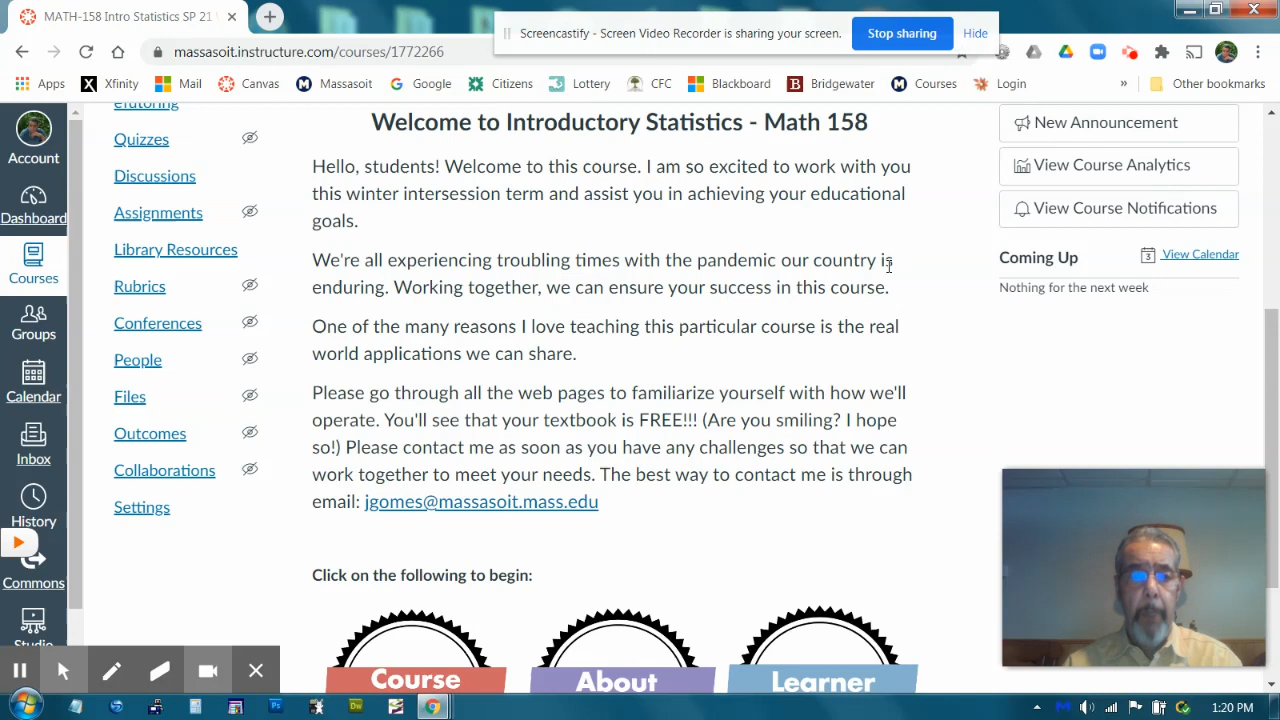 MATH-158 Intro Statistics SP 21
Screencastify - Screen Video Recorder is sharing your screen.
Stop sharing
Hide
massasoit.instructure.com/courses/1772266
Apps
Xfinity
Mail
Canvas
Massasoit
Google
Citizens
Lottery
CFC
Blackboard
Bridgewater
Courses
Login
»
Other bookmarks
Account
Dashboard
Courses
Groups
Calendar
Inbox
History
Commons
Studio
eTutoring
Quizzes
Discussions
Assignments
Library Resources
Rubrics
Conferences
People
Files
Outcomes
Collaborations
Settings
Welcome to Introductory Statistics - Math 158
Hello, students! Welcome to this course. I am so excited to work with you
this winter intersession term and assist you in achieving your educational
goals.
We're all experiencing troubling times with the pandemic our country is
enduring. Working together, we can ensure your success in this course.
One of the many reasons I love teaching this particular course is the real
world applications we can share.
Please go through all the web pages to familiarize yourself with how we'll
operate. You'll see that your textbook is FREE!!! (Are you smiling? I hope
so!) Please contact me as soon as you have any challenges so that we can
work together to meet your needs. The best way to contact me is through
email: jgomes@massasoit.mass.edu
Click on the following to begin:
Course
About
Learner
New Announcement
View Course Analytics
View Course Notifications
Coming Up
3 View Calendar
Nothing for the next week
1:20 PM